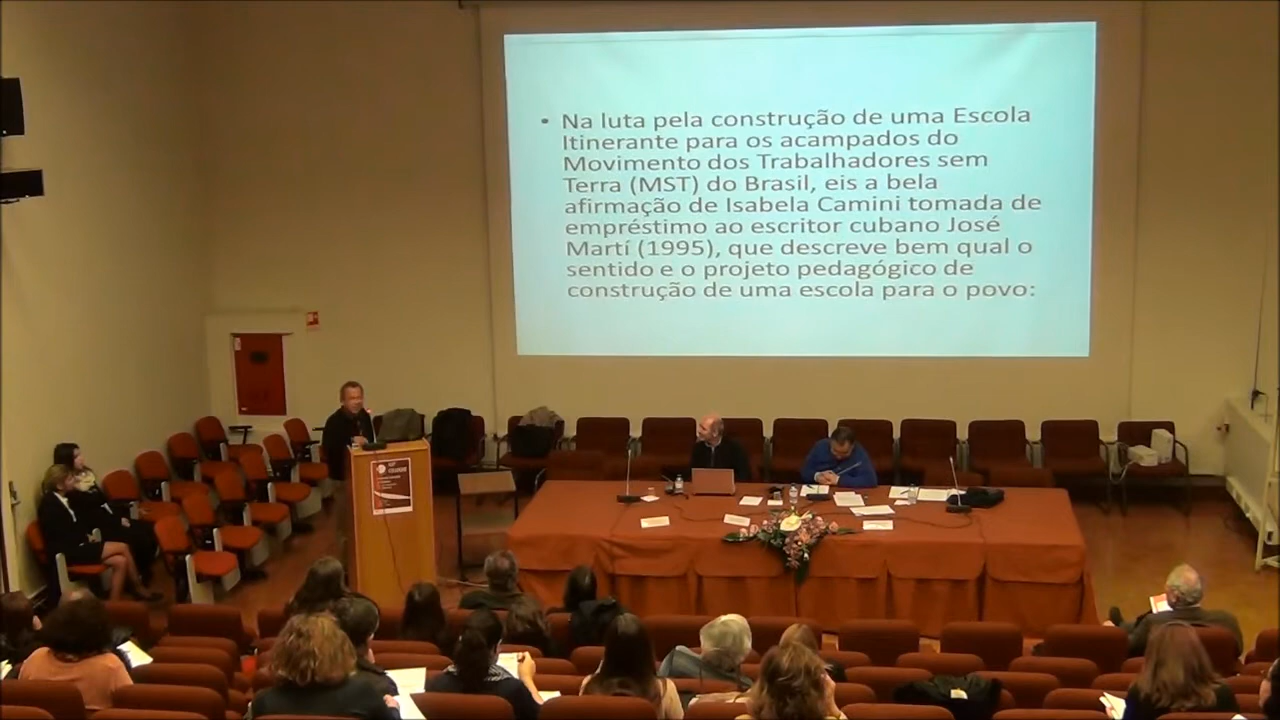 • Na luta pela construção de uma Escola
Itinerante para os acampados do
Movimento dos Trabalhadores sem
Terra (MST) do Brasil, eis a bela
afirmação de Isabela Camini tomada de
empréstimo ao escritor cubano José
Martí (1995), que descreve bem qual o
sentido e o projeto pedagógico de
construção de uma escola para o povo: